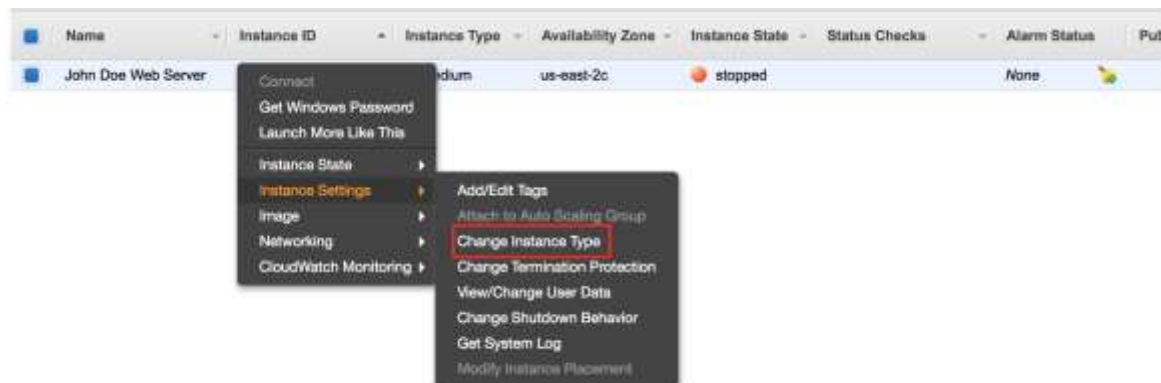 Name Instance ID Instance Type Availability Zone Instance State Status Checks Alarm Status
John Doe Web Server us-east-2c stopped None
Connect
Get Windows Password
Launch More Like This
Instance State
Instance Settings
Image
Networking
CloudWatch Monitoring
Add/Edit Tags
Attach to Auto Scaling Group
Change Instance Type
Change Termination Protection
View/Change User Data
Change Shutdown Behavior
Get System Log
Modify Instance Placement